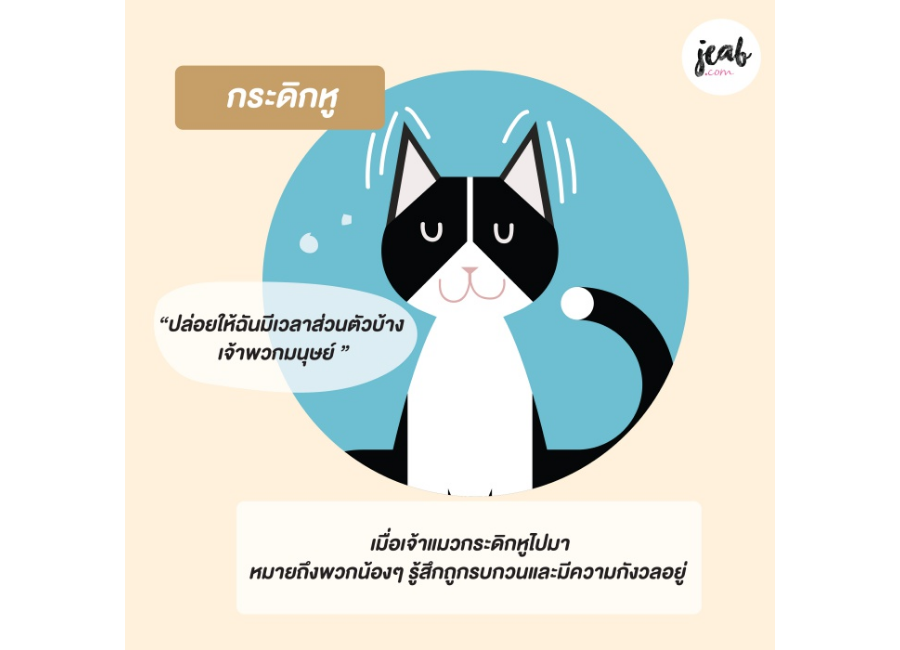 jeab
.com
กระดิกหู
“ปล่อยให้ฉันมีเวลาส่วนตัวบ้าง
เจ้าพวกมนุษย์ ”
เมื่อเจ้าแมวกระดิกหูไปมา
หมายถึงพวกน้องๆ รู้สึกถูกรบกวนและมีความกังวลอยู่